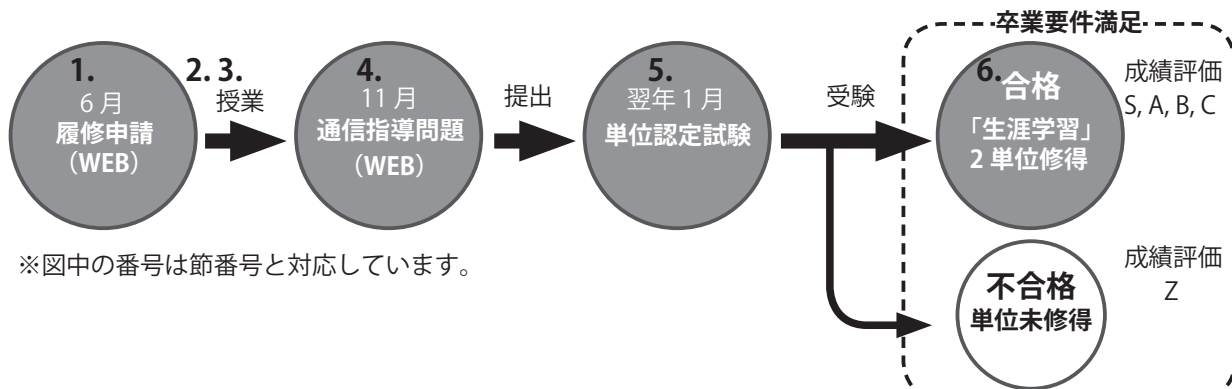 卒業要件満足
1.
6月
履修申請
（WEB）
2. 3.
授業
4.
11月
通信指導問題
（WEB）
提出
5.
翌年1月
単位認定試験
受験
6.
合格
「生涯学習」
2単位修得
成績評価
S, A, B, C
不合格
単位未修得
成績評価
Z
※図中の番号は節番号と対応しています。